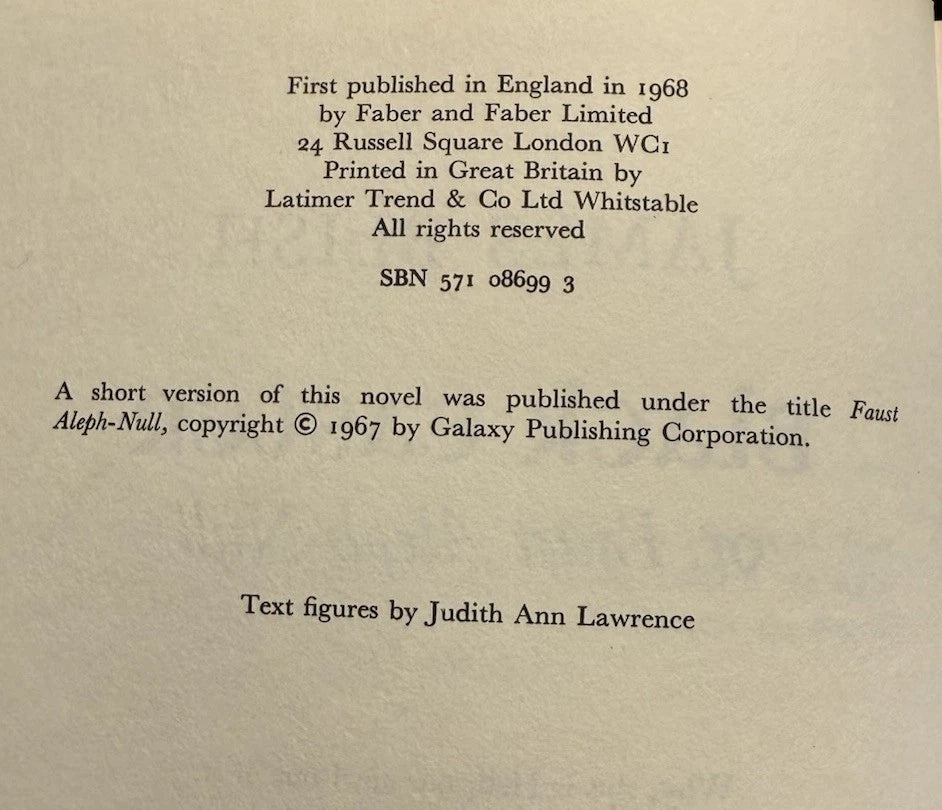 First published in England in 1968
by Faber and Faber Limited
24 Russell Square London WC1
Printed in Great Britain by
Latimer Trend & Co Ltd Whitstable
All rights reserved
SBN 571 08699 3
A short version of this novel was published under the title Faust
Aleph-Null, copyright © 1967 by Galaxy Publishing Corporation.
Text figures by Judith Ann Lawrence